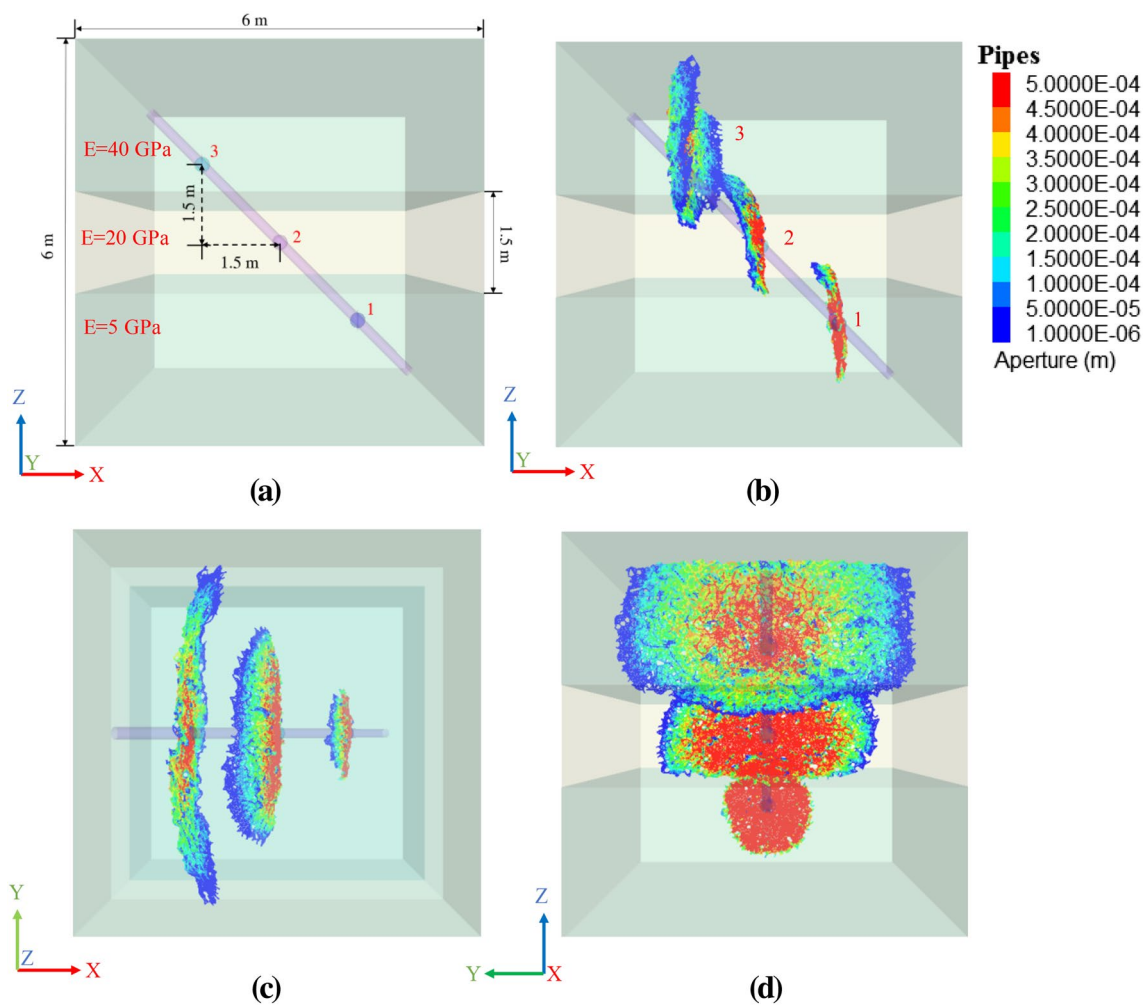 6 m
6 m
E=40 GPa
3
1.5 m
E=20 GPa
2
1.5 m
1.5 m
E=5 GPa
1
Z
Y
X
(a)
3
2
1
Z
Y
X
(b)
Pipes
5.0000E-04
4.5000E-04
4.0000E-04
3.5000E-04
3.0000E-04
2.5000E-04
2.0000E-04
1.5000E-04
1.0000E-04
5.0000E-05
1.0000E-06
Aperture (m)
Y
Z
X
(c)
Z
Y
X
(d)